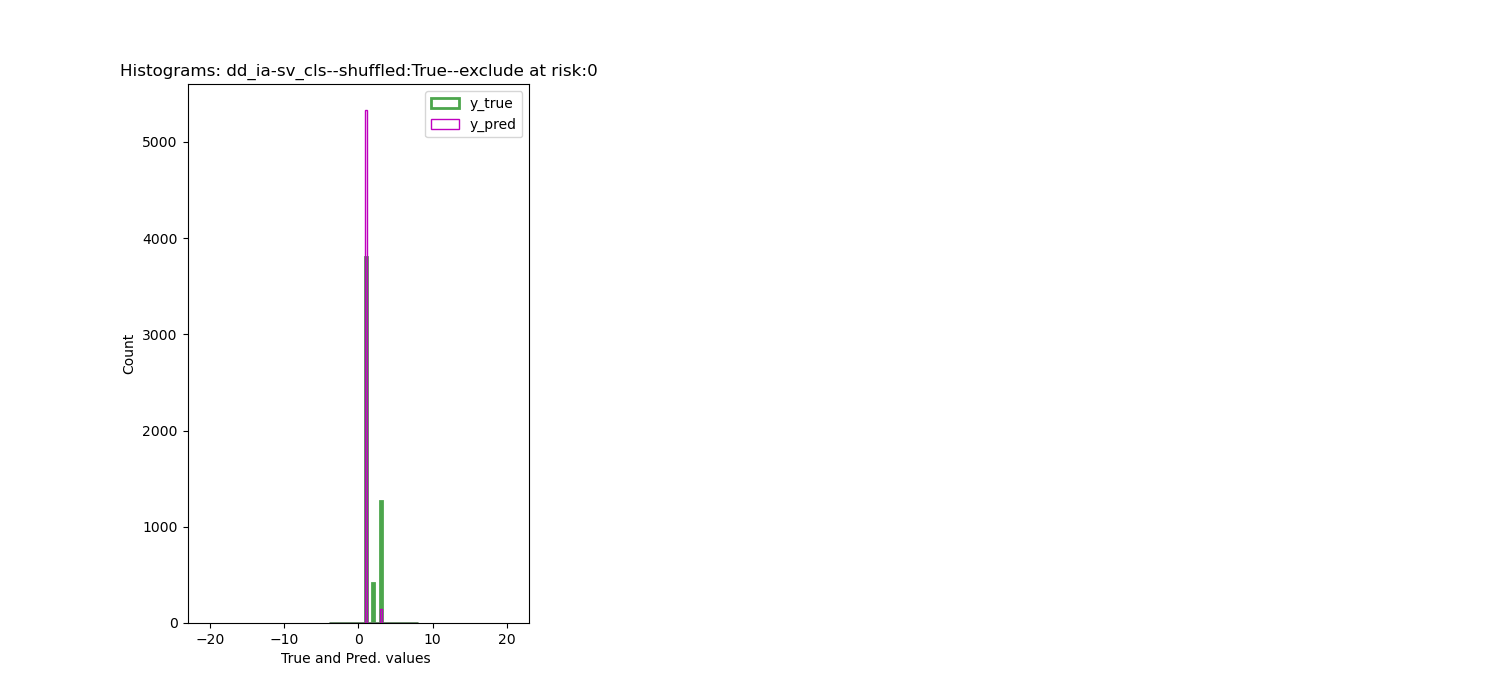 Histograms: dd_ia-sv_cls--shuffled:True--exclude at risk:0
y_true
y_pred
5000
4000
3000
2000
1000
0
Count
−20
−10
0
10
20
True and Pred. values